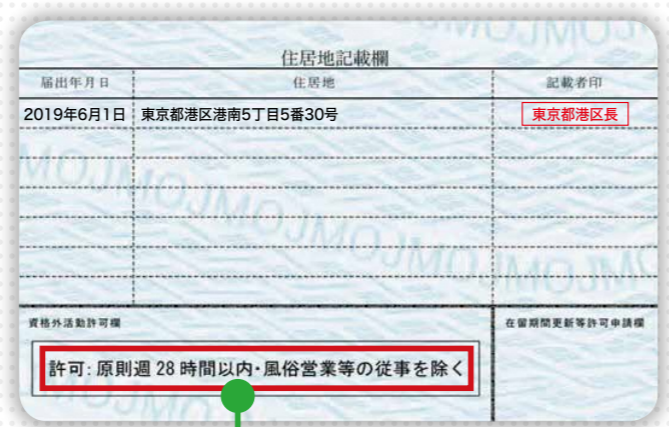 住居地記載欄
届出年月日 住居地 記載者印
2019年6月1日 東京都港区港南5丁目5番30号 東京都港区長
MOJMOJMOJMOJMOJMOJ
資格外活動許可欄 在留期間更新等許可申請欄
許可:原則週28時間以内・風俗営業等の従事を除く